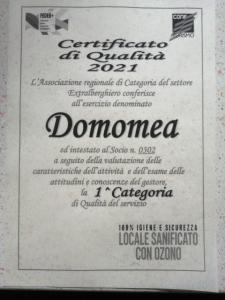 Certificato
di Qualità
2021
L'Associazione regionale di Categoria del settore
Extralberghiero conferisce
all'esercizio denominato
Domomea
ed intestato al Socio n. 0302
a seguito della valutazione delle
caratteristiche dell'attività e dell'esame delle
attitudini e conoscenze del gestore,
la 1^Categoria
di Qualità del servizio
100% IGIENE E SICUREZZA
LOCALE SANIFICATO
CON OZONO